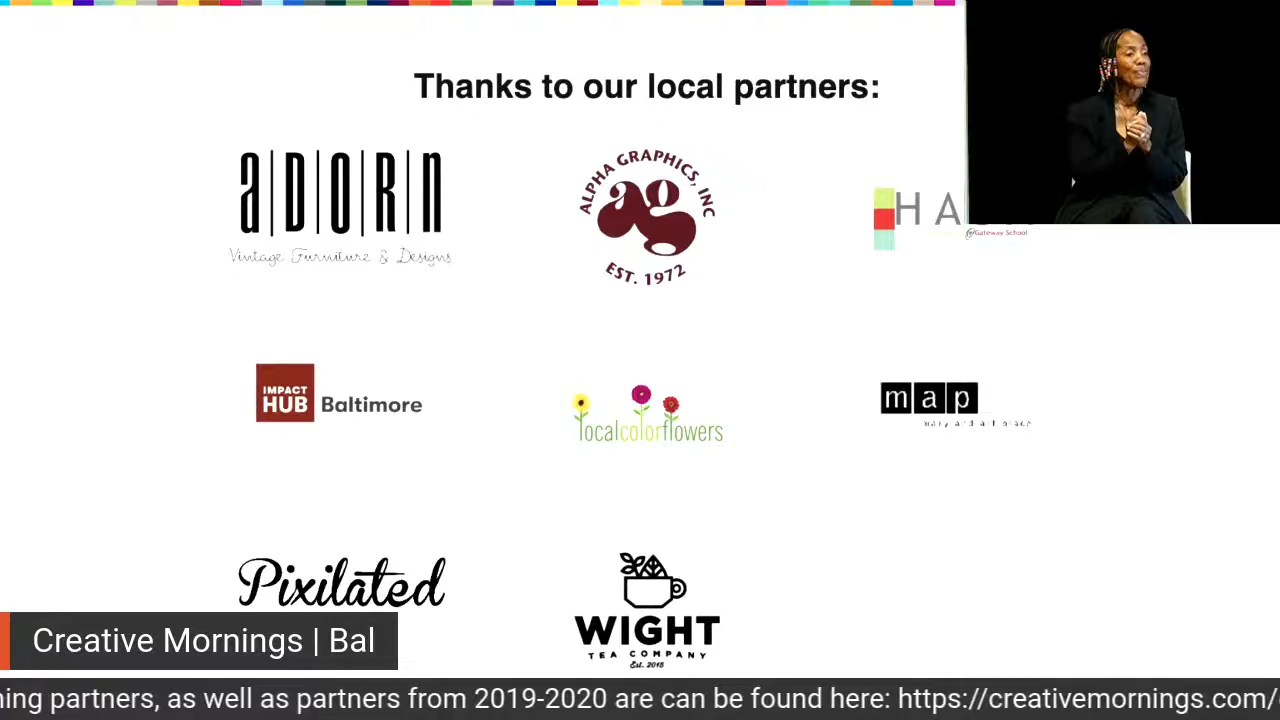 Thanks to our local partners:
aDORn
Vintage Furniture & Designs
ALPHA GRAPHICS, INC
ag
EST. 1972
HA
@Gateway School
IMPACT
HUB Baltimore
localcolorflowers
map
Pixilated
WIGHT
TEA COMPANY
Est. 2015
Creative Mornings | Bal
ning partners, as well as partners from 2019-2020 are can be found here: https://creativemornings.com/